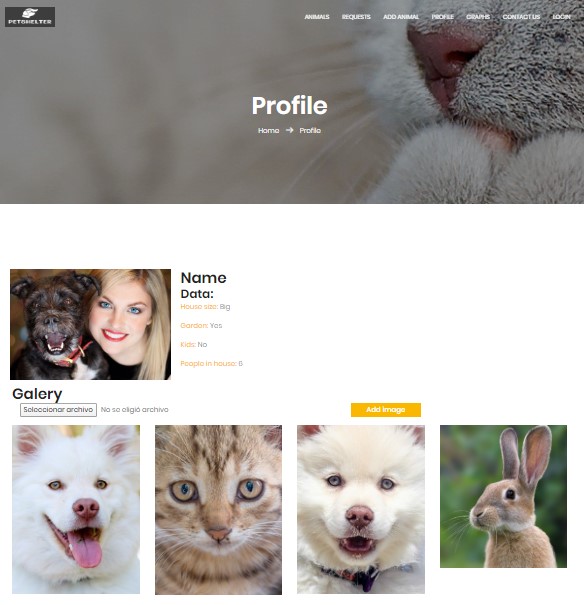 PETSHELTER
ANIMALS REQUESTS ADD ANIMAL PROFILE GRAPHS CONTACT US LOGIN
Profile
Home → Profile
Name
Data:
House size: Big
Garden: Yes
Kids: No
People in house: 6
Galery
Seleccionar archivo No se eligió archivo
Add Image